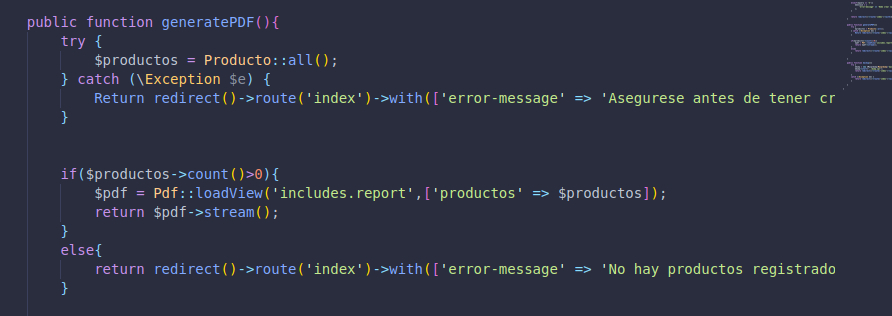 public function generatePDF(){
try {
$productos = Producto::all();
} catch (\Exception $e) {
Return redirect()->route('index')->with(['error-message' => 'Asegurese antes de tener cr
}
if($productos->count()>0){
$pdf = Pdf::loadView('includes.report',['productos' => $productos]);
return $pdf->stream();
}
else{
return redirect()->route('index')->with(['error-message' => 'No hay productos registrado
}